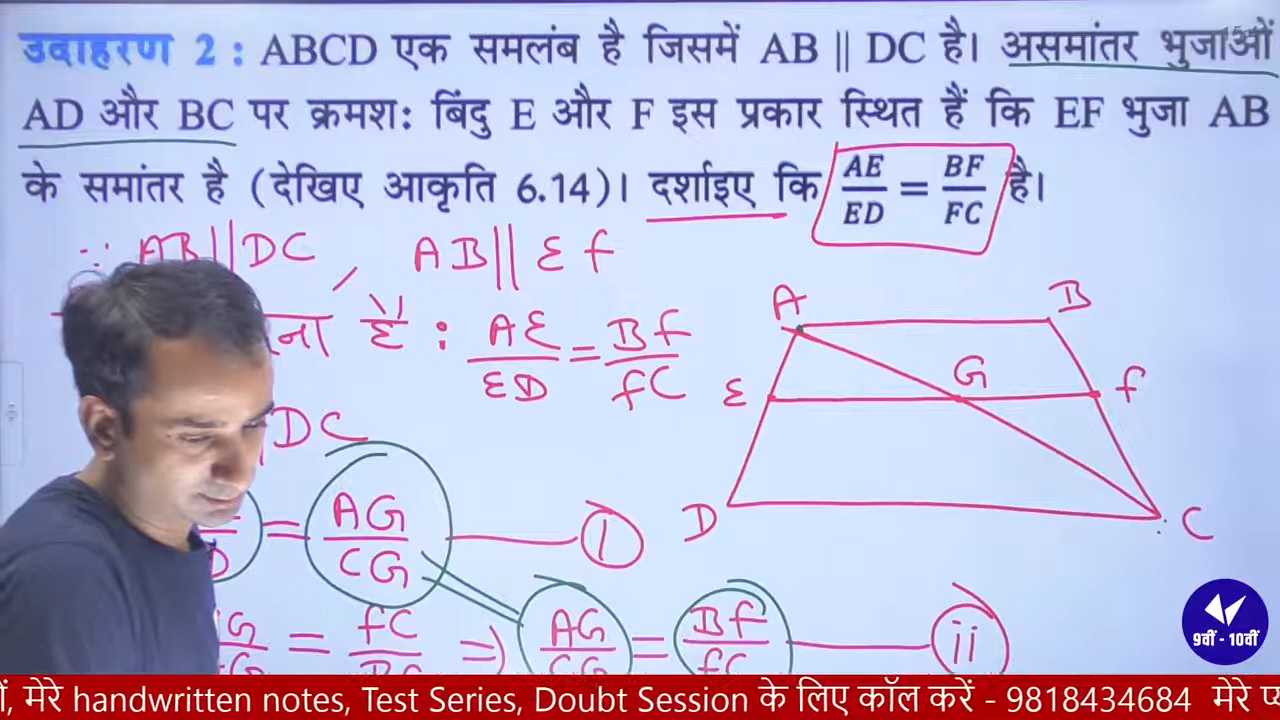 उदाहरण 2 : ABCD एक समलंब है जिसमें AB || DC है। असमांतर भुजाओं
AD और BC पर क्रमशः बिंदु E और F इस प्रकार स्थित हैं कि EF भुजा AB
के समांतर है (देखिए आकृति 6.14)। दर्शाइए कि AE/ED = BF/FC है।
∵ AB || DC , AB || EF
ना है : AE/ED = BF/FC
DC
D = AG/CG i
= FC ⇒ AG/CG = BF/FC ii
A B
E G F
D C
9वीं - 10वीं
मेरे handwritten notes, Test Series, Doubt Session के लिए कॉल करें - 9818434684 मेरे